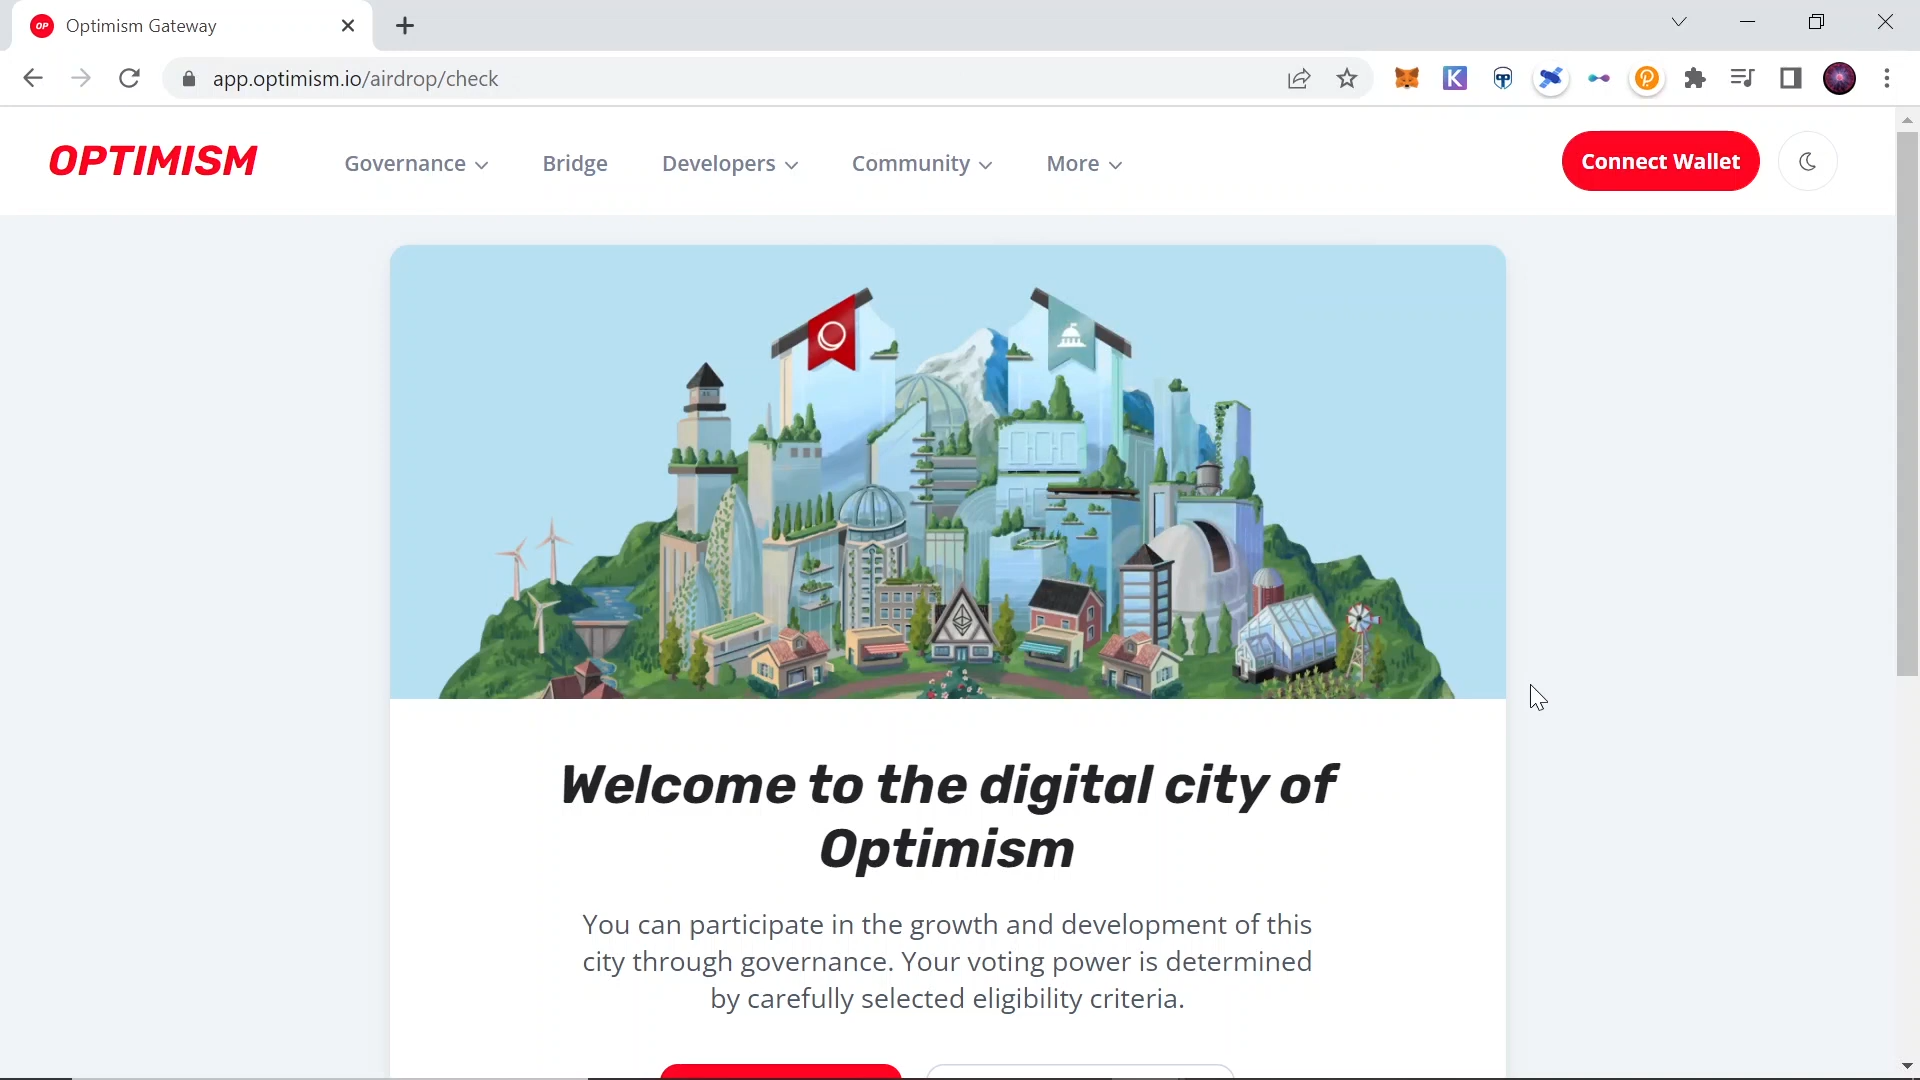 OP Optimism Gateway
app.optimism.io/airdrop/check
OPTIMISM
Governance
Bridge
Developers
Community
More
Connect Wallet
Welcome to the digital city of
Optimism
You can participate in the growth and development of this
city through governance. Your voting power is determined
by carefully selected eligibility criteria.